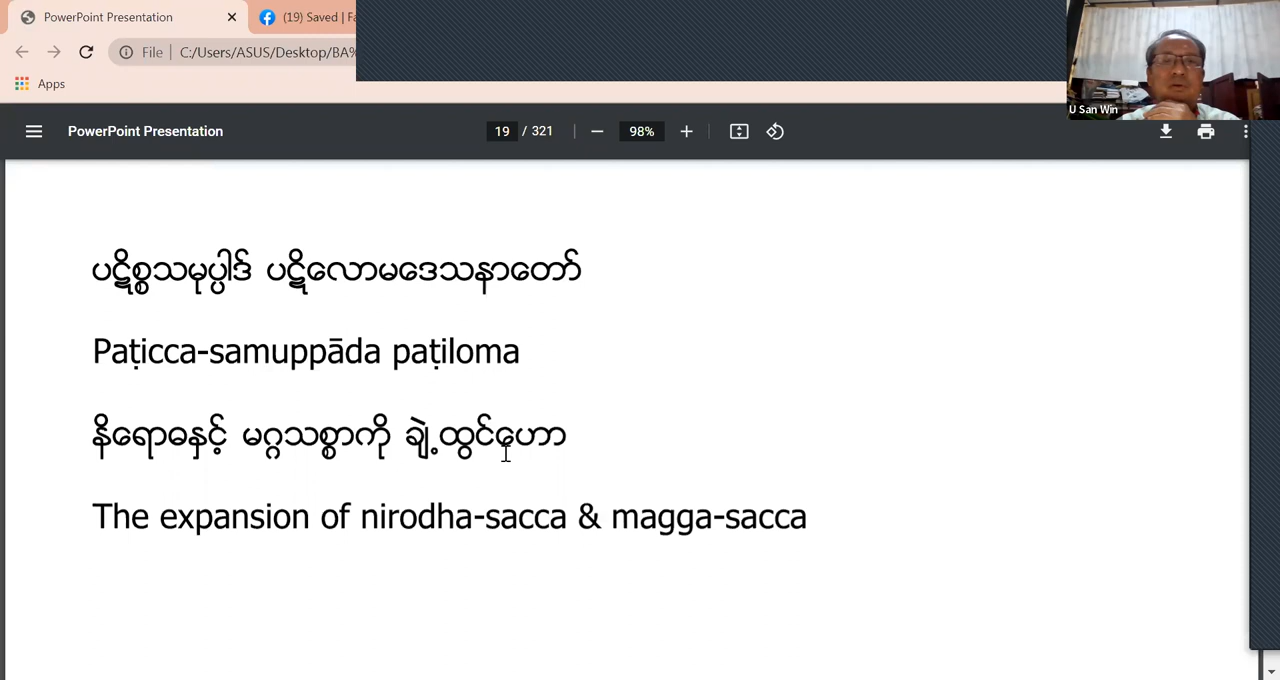 PowerPoint Presentation
(19) Saved | Fa
File
C:/Users/ASUS/Desktop/BA%
Apps
U San Win
PowerPoint Presentation
19 / 321
98%
ပဋိစ္စသမုပ္ပါဒ် ပဋိလောမဒေသနာတော်
Paṭicca-samuppāda paṭiloma
နိရောဓနှင့် မဂ္ဂသစ္စာကို ချဲ့ထွင်ဟော
The expansion of nirodha-sacca & magga-sacca